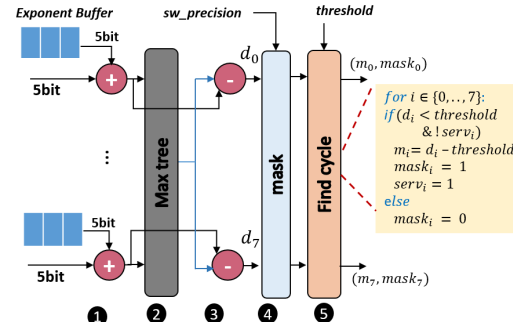 Exponent Buffer
sw_precision
threshold
5bit
5bit
+
Max tree
-
d₀
mask
Find cycle
(m₀, mask₀)
for i ∈ {0,..,7}:
if(dᵢ < threshold
& ! servᵢ)
mᵢ= dᵢ – threshold
maskᵢ = 1
servᵢ = 1
else
maskᵢ = 0
...
5bit
5bit
+
-
d₇
(m₇, mask₇)
1
2
3
4
5